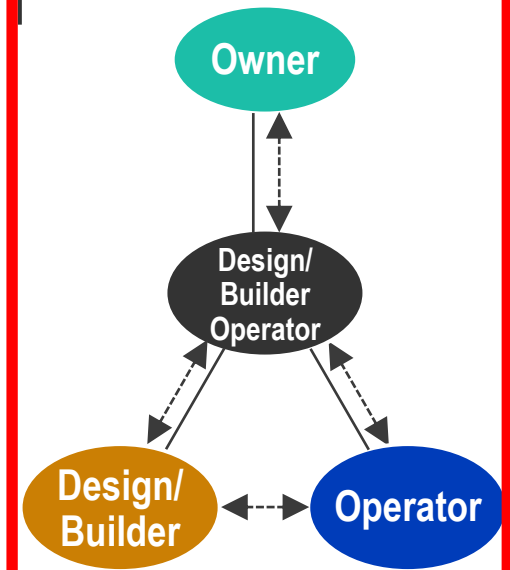 Owner
Design/
Builder
Operator
Design/
Builder
Operator